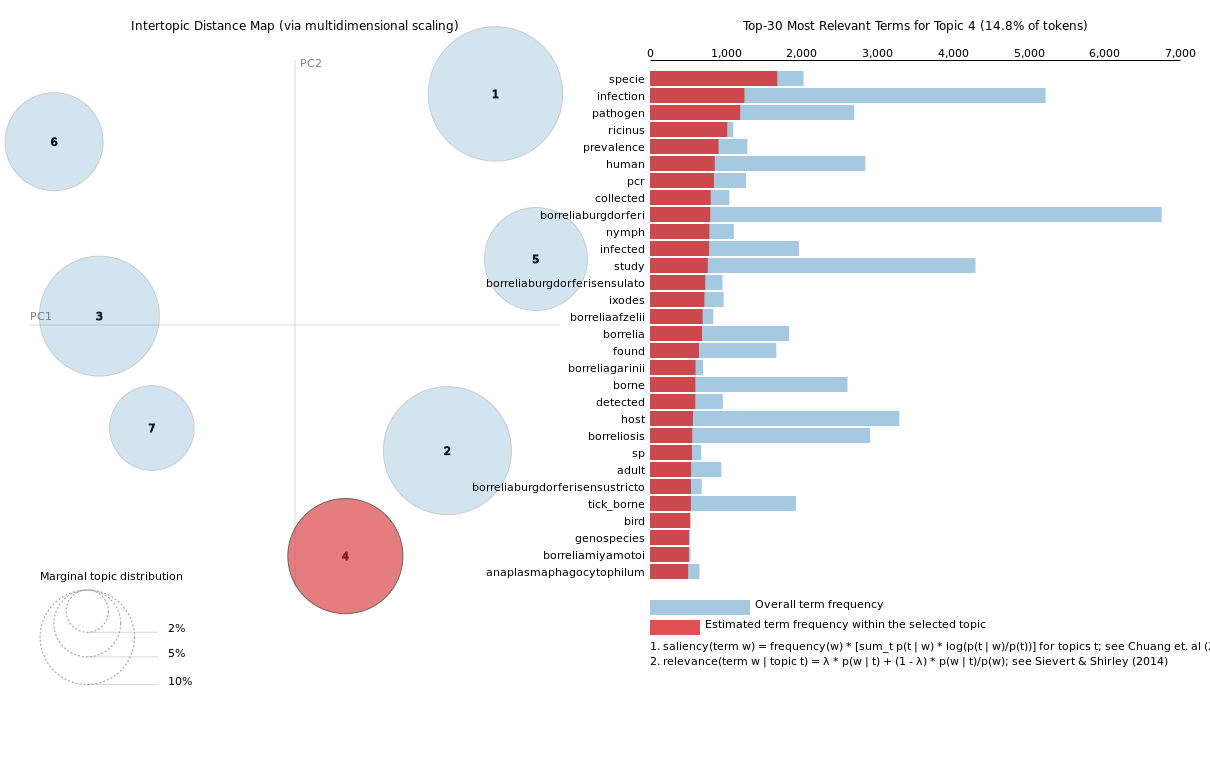 Intertopic Distance Map (via multidimensional scaling)
PC2
PC1
1
6
5
3
7
2
4
Marginal topic distribution
2%
5%
10%
Top-30 Most Relevant Terms for Topic 4 (14.8% of tokens)
0 1,000 2,000 3,000 4,000 5,000 6,000 7,000
specie
infection
pathogen
ricinus
prevalence
human
pcr
collected
borreliaburgdorferi
nymph
infected
study
borreliaburgdorferisensulato
ixodes
borreliaafzelii
borrelia
found
borreliagarinii
borne
detected
host
borreliosis
sp
adult
borreliaburgdorferisensustricto
tick_borne
bird
genospecies
borreliamiyamotoi
anaplasmaphagocytophilum
Overall term frequency
Estimated term frequency within the selected topic
1. saliency(term w) = frequency(w) * [sum_t p(t | w) * log(p(t | w)/p(t))] for topics t; see Chuang et. al
2. relevance(term w | topic t) = λ * p(w | t) + (1 - λ) * p(w | t)/p(w); see Sievert & Shirley (2014)